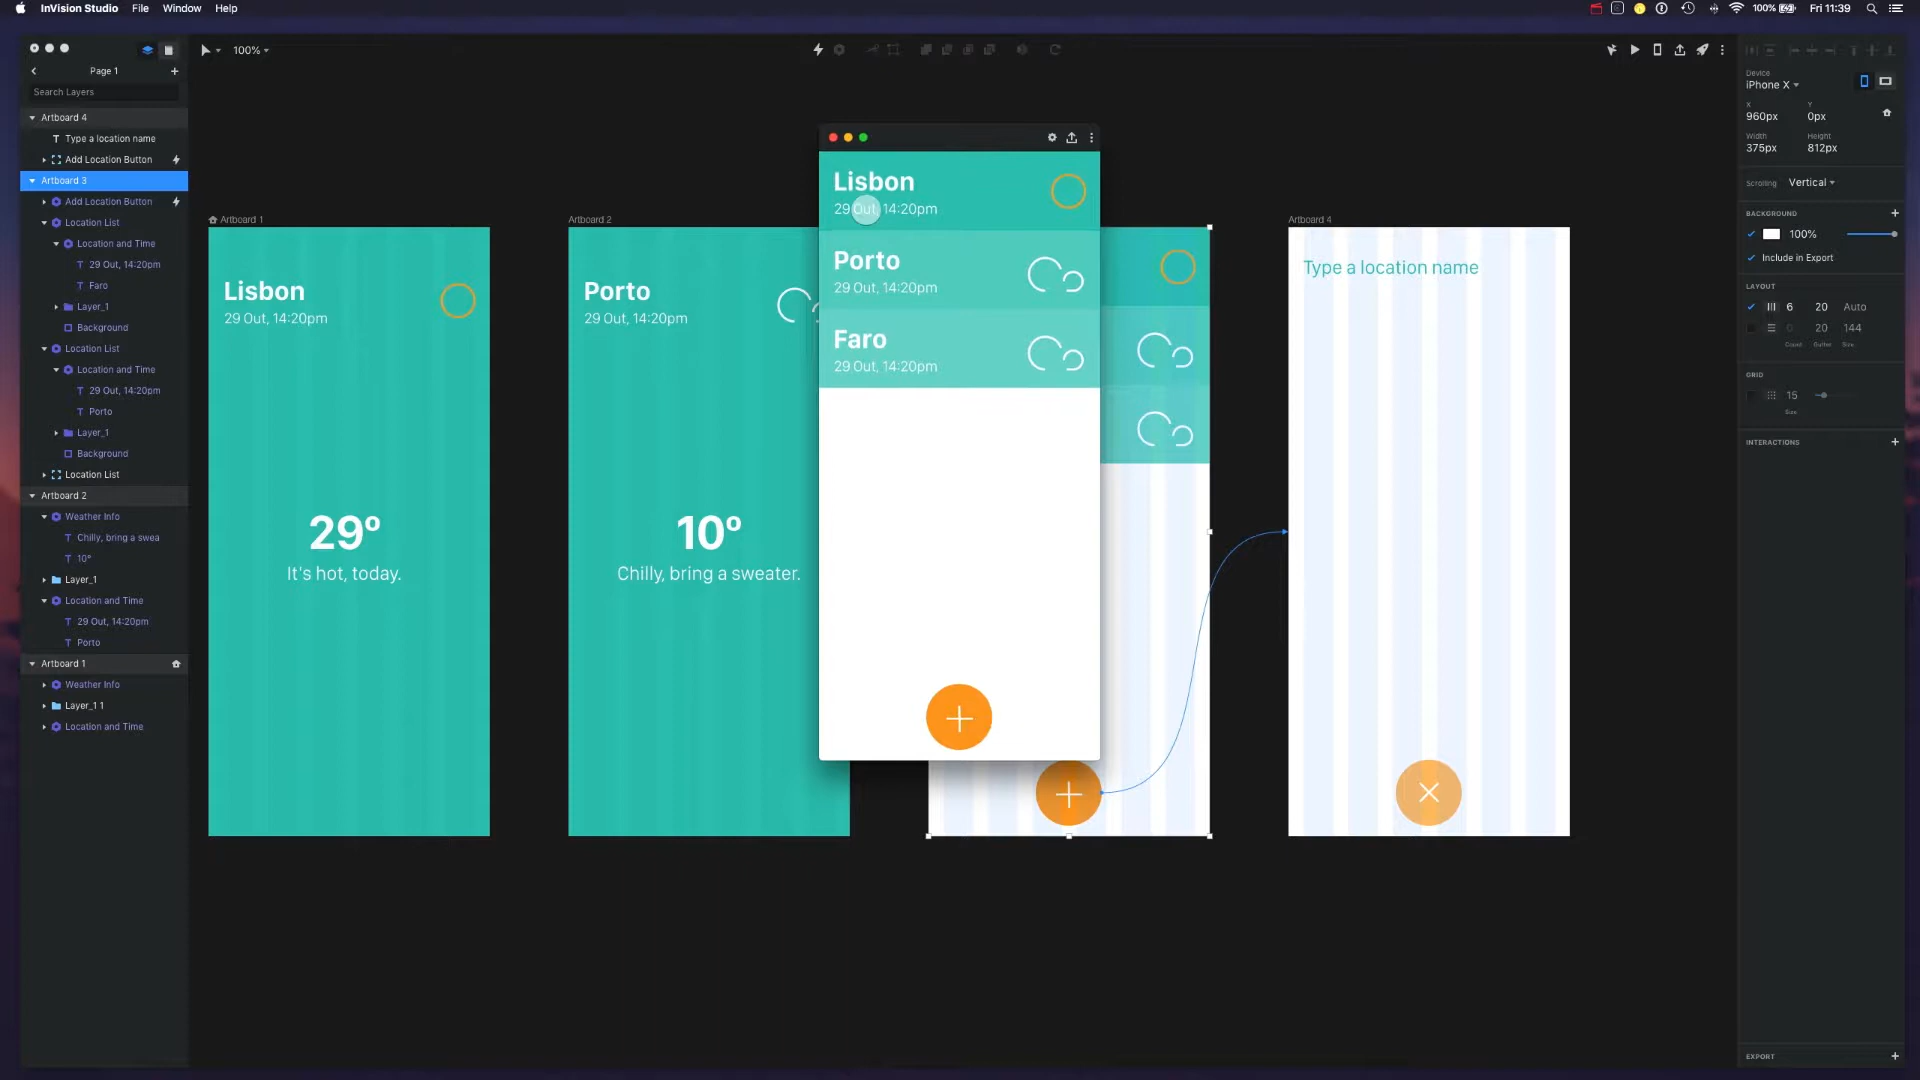 InVision Studio File Window Help
100% Fri 11:39
100%
Page 1
Search Layers
Artboard 4
Type a location name
Add Location Button
Artboard 3
Add Location Button
Location List
Location and Time
29 Out, 14:20pm
Faro
Layer_1
Background
Location List
Location and Time
29 Out, 14:20pm
Porto
Layer_1
Background
Location List
Artboard 2
Weather Info
Chilly, bring a swea
10°
Layer_1
Location and Time
29 Out, 14:20pm
Porto
Artboard 1
Weather Info
Layer_1 1
Location and Time
Artboard 1
Lisbon
29 Out, 14:20pm
29º
It's hot, today.
Artboard 2
Porto
29 Out, 14:20pm
10º
Chilly, bring a sweater.
Lisbon
29 Out, 14:20pm
Porto
29 Out, 14:20pm
Faro
29 Out, 14:20pm
Artboard 4
Type a location name
Device
iPhone X
X Y
960px 0px
Width Height
375px 812px
Scrolling Vertical
BACKGROUND
100%
Include in Export
LAYOUT
6 20 Auto
0 20 144
Count Gutter Size
GRID
15
Size
INTERACTIONS
EXPORT